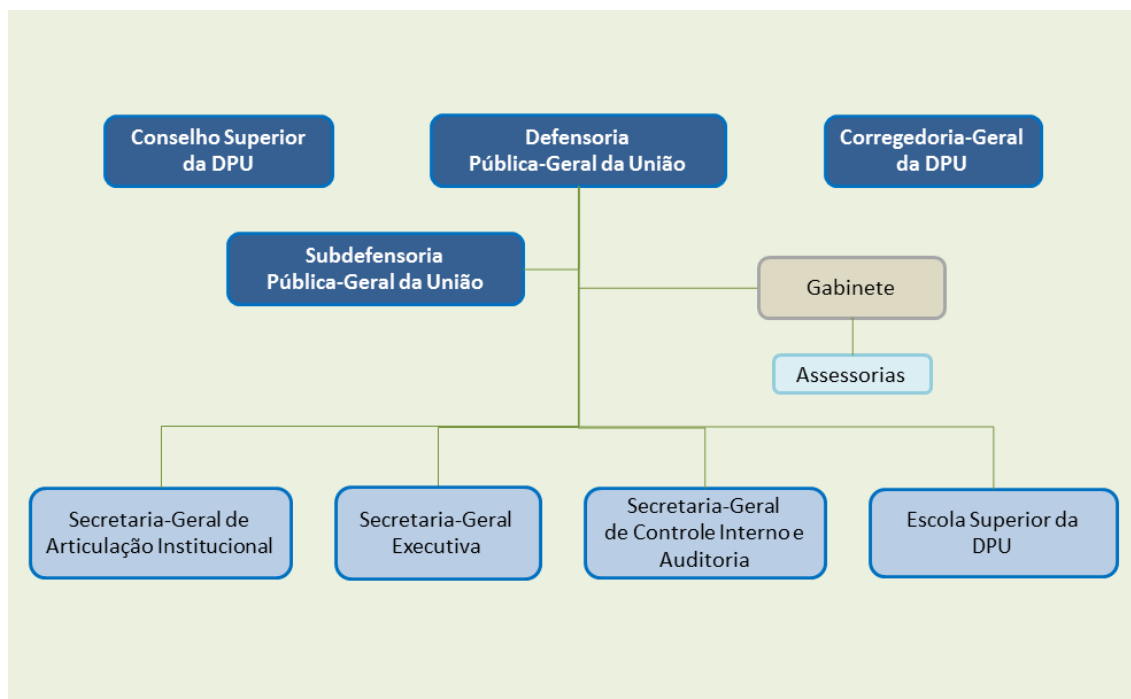 Conselho Superior
da DPU
Defensoria
Pública-Geral da União
Corregedoria-Geral
da DPU
Subdefensoria
Pública-Geral da União
Gabinete
Assessorias
Secretaria-Geral de
Articulação Institucional
Secretaria-Geral
Executiva
Secretaria-Geral
de Controle Interno e
Auditoria
Escola Superior da
DPU